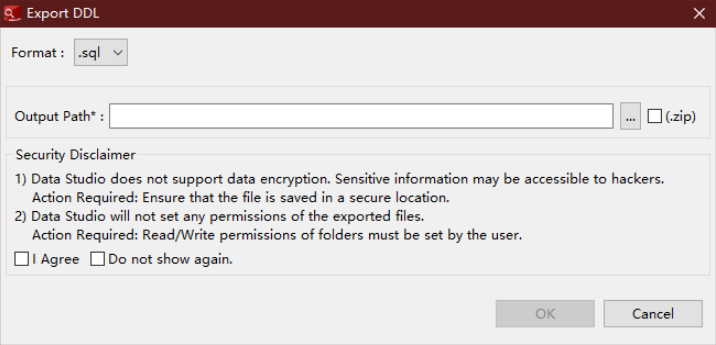 Export DDL
Format : .sql
Output Path* : ... (.zip)
Security Disclaimer
1) Data Studio does not support data encryption. Sensitive information may be accessible to hackers.
Action Required: Ensure that the file is saved in a secure location.
2) Data Studio will not set any permissions of the exported files.
Action Required: Read/Write permissions of folders must be set by the user.
I Agree Do not show again.
OK Cancel